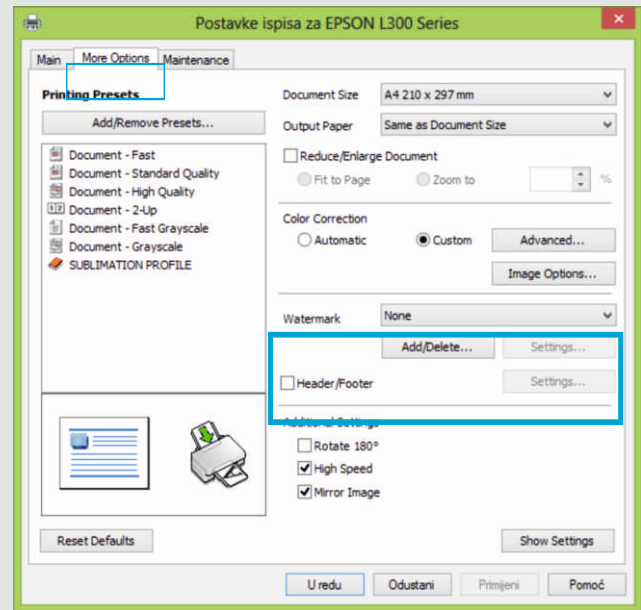 Postavke ispisa za EPSON L300 Series
Main More Options Maintenance
Printing Presets
Add/Remove Presets...
Document - Fast
Document - Standard Quality
Document - High Quality
Document - 2-Up
Document - Fast Grayscale
Document - Grayscale
SUBLIMATION PROFILE
Reset Defaults
Document Size A4 210 x 297 mm
Output Paper Same as Document Size
Reduce/Enlarge Document
Fit to Page Zoom to %
Color Correction
Automatic Custom Advanced...
Image Options...
Watermark None
Add/Delete... Settings...
Header/Footer Settings...
Additional Settings
Rotate 180°
High Speed
Mirror Image
Show Settings
U redu Odustani Primijeni Pomoć